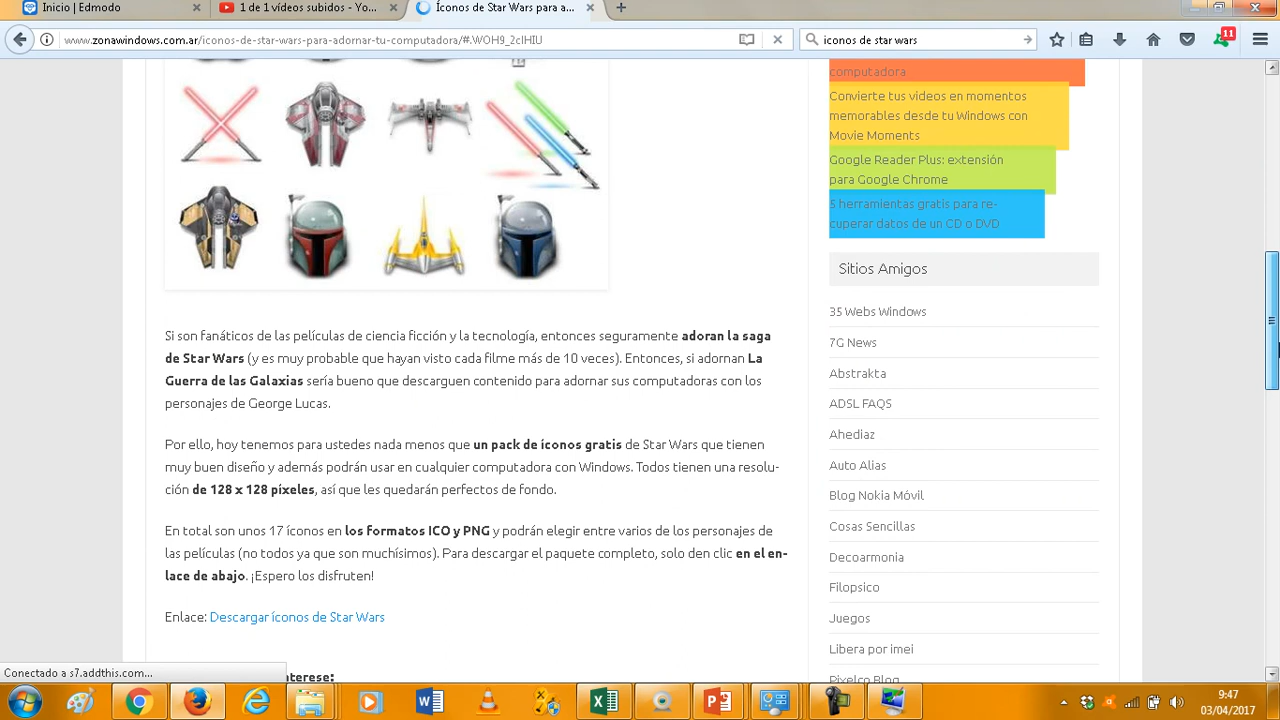 Inicio | Edmodo
1 de 1 vídeos subidos - Yo...
Íconos de Star Wars para a...
www.zonawindows.com.ar/iconos-de-star-wars-para-adornar-tu-computadora/#.WOH9_2clHIU
iconos de star wars
11
computadora
Convierte tus videos en momentos
memorables desde tu Windows con
Movie Moments
Google Reader Plus: extensión
para Google Chrome
5 herramientas gratis para re-
cuperar datos de un CD o DVD
Sitios Amigos
35 Webs Windows
7G News
Abstrakta
ADSL FAQS
Ahediaz
Auto Alias
Blog Nokia Móvil
Cosas Sencillas
Decoarmonia
Filopsico
Juegos
Libera por imei
Pixelco Blog
Si son fanáticos de las películas de ciencia ficción y la tecnología, entonces seguramente adoran la saga
de Star Wars (y es muy probable que hayan visto cada filme más de 10 veces). Entonces, si adornan La
Guerra de las Galaxias sería bueno que descarguen contenido para adornar sus computadoras con los
personajes de George Lucas.
Por ello, hoy tenemos para ustedes nada menos que un pack de íconos gratis de Star Wars que tienen
muy buen diseño y además podrán usar en cualquier computadora con Windows. Todos tienen una resolu-
ción de 128 x 128 píxeles, así que les quedarán perfectos de fondo.
En total son unos 17 íconos en los formatos ICO y PNG y podrán elegir entre varios de los personajes de
las películas (no todos ya que son muchísimos). Para descargar el paquete completo, solo den clic en el en-
lace de abajo. ¡Espero los disfruten!
Enlace: Descargar íconos de Star Wars
Conectado a s7.addthis.com...
terese:
9:47
03/04/2017